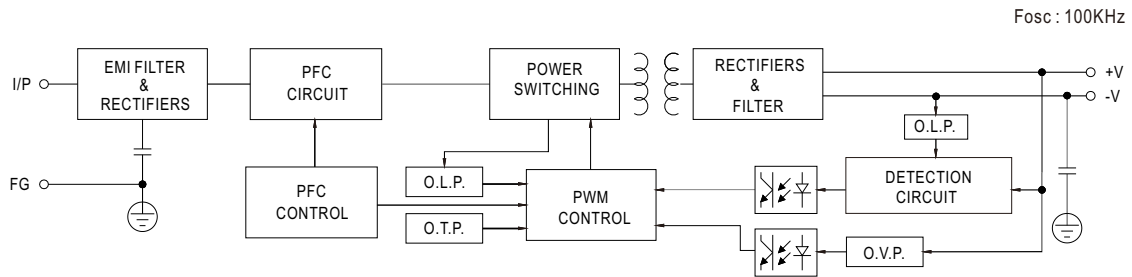 Fosc : 100KHz
I/P
EMI FILTER
&
RECTIFIERS
PFC
CIRCUIT
POWER
SWITCHING
RECTIFIERS
&
FILTER
+V
-V
O.L.P.
FG
PFC
CONTROL
O.L.P.
O.T.P.
PWM
CONTROL
DETECTION
CIRCUIT
O.V.P.